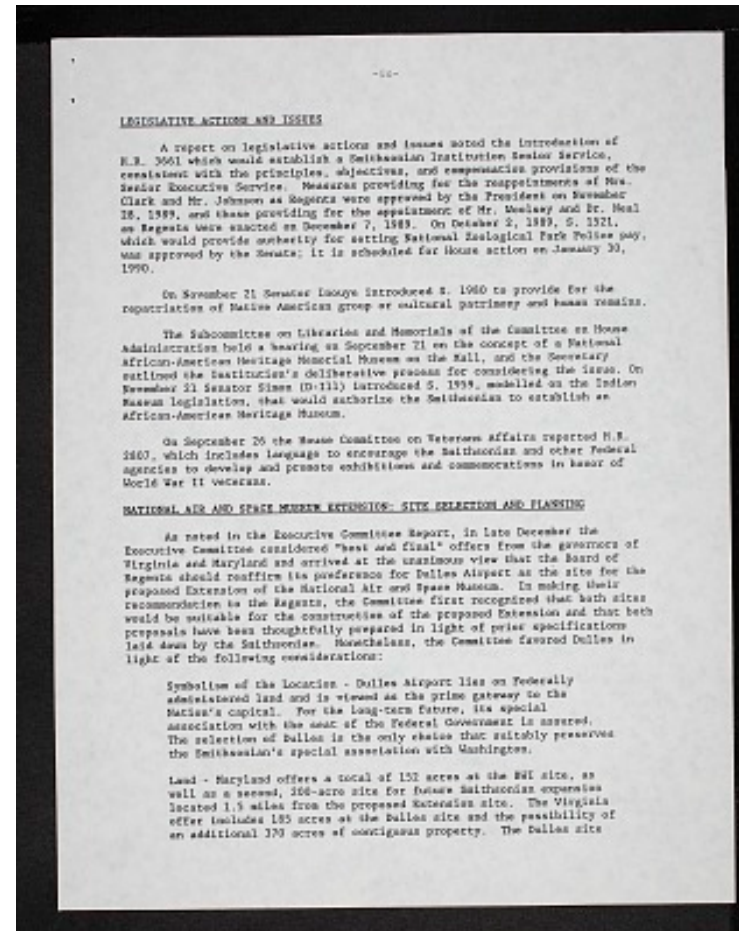 LEGISLATIVE ACTIONS AND ISSUES
A report on legislative actions and issues noted the introduction of
H.R. 3661 which would establish a Smithsonian Institution Senior Service,
consistent with the principles, objectives, and compensation provisions of the
Senior Executive Service. Measures providing for the reappointments of Mrs.
Clark and Mr. Johnson as Regents were approved by the President on November
28, 1989, and those providing for the appointment of Mr. Woolsey and Dr. Neal
as Regents were enacted on December 7, 1989. On October 2, 1989, S. 1521,
which would provide authority for setting National Zoological Park Police pay,
was approved by the Senate; it is scheduled for House action on January 30,
1990.
On November 21 Senator Inouye introduced S. 1980 to provide for the
repatriation of Native American group or cultural patrimony and human remains.
The Subcommittee on Libraries and Memorials of the Committee on House
Administration held a hearing on September 21 on the concept of a National
African-American Heritage Memorial Museum on the Mall, and the Secretary
outlined the Institution's deliberative process for considering the issue. On
November 21 Senator Simon (D-Ill) introduced S. 1959, modelled on the Indian
Museum legislation, that would authorize the Smithsonian to establish an
African-American Heritage Museum.
On September 26 the House Committee on Veterans Affairs reported H.R.
2807, which includes language to encourage the Smithsonian and other Federal
agencies to develop and promote exhibitions and commemorations in honor of
World War II veterans.
NATIONAL AIR AND SPACE MUSEUM EXTENSION: SITE SELECTION AND PLANNING
As noted in the Executive Committee Report, in late December the
Executive Committee considered "best and final" offers from the governors of
Virginia and Maryland and arrived at the unanimous view that the Board of
Regents should reaffirm its preference for Dulles Airport as the site for the
proposed Extension of the National Air and Space Museum. In making their
recommendation to the Regents, the Committee first recognized that both sites
would be suitable for the construction of the proposed Extension and that both
proposals have been thoughtfully prepared in light of prior specifications
laid down by the Smithsonian. Nonetheless, the Committee favored Dulles in
light of the following considerations:
Symbolism of the Location - Dulles Airport lies on Federally
administered land and is viewed as the prime gateway to the
Nation's capital. For the long-term future, its special
association with the seat of the Federal Government is assured.
The selection of Dulles is the only choice that suitably preserves
the Smithsonian's special association with Washington.
Land - Maryland offers a total of 152 acres at the BWI site, as
well as a second, 200-acre site for future Smithsonian expansion
located 1.5 miles from the proposed Extension site. The Virginia
offer includes 185 acres at the Dulles site and the possibility of
an additional 370 acres of contiguous property. The Dulles site